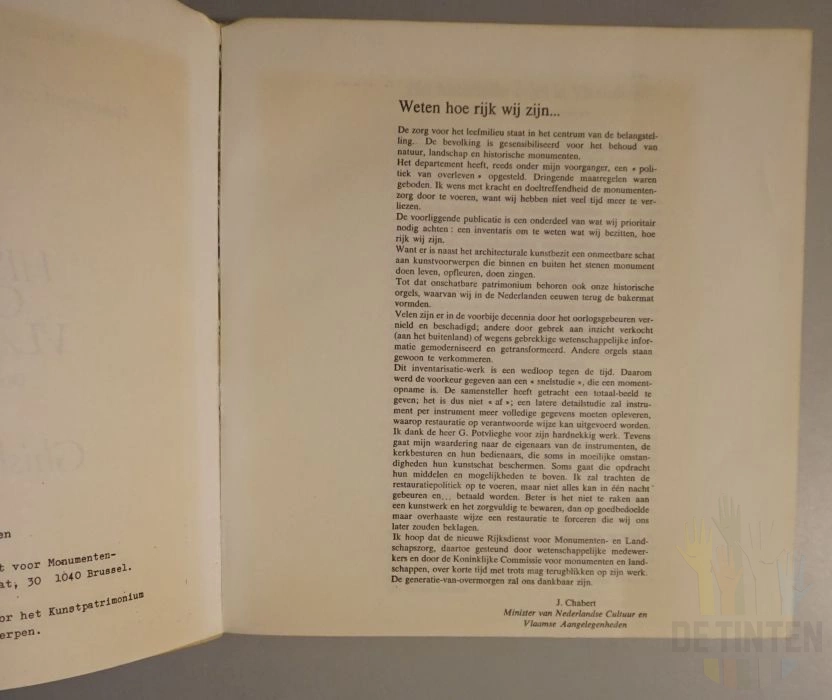 en
t voor Monumenten-
at, 30 1040 Brussel.
or het Kunstpatrimonium
erpen.
Weten hoe rijk wij zijn...
De zorg voor het leefmilieu staat in het centrum van de belangstel-
ling. De bevolking is gesensibiliseerd voor het behoud van
natuur, landschap en historische monumenten.
Het departement heeft, reeds onder mijn voorganger, een « poli-
tiek van overleven » opgesteld. Dringende maatregelen waren
geboden. Ik wens met kracht en doeltreffendheid de monumenten-
zorg door te voeren, want wij hebben niet veel tijd meer te ver-
liezen.
De voorliggende publicatie is een onderdeel van wat wij prioritair
nodig achten : een inventaris om te weten wat wij bezitten, hoe
rijk wij zijn.
Want er is naast het architecturale kunstbezit een onmeetbare schat
aan kunstvoorwerpen die binnen en buiten het stenen monument
doen leven, opfleuren, doen zingen.
Tot dat onschatbare patrimonium behoren ook onze historische
orgels, waarvan wij in de Nederlanden eeuwen terug de bakermat
vormden.
Velen zijn er in de voorbije decennia door het oorlogsgebeuren ver-
nield en beschadigd; andere door gebrek aan inzicht verkocht
(aan het buitenland) of wegens gebrekkige wetenschappelijke infor-
matie gemoderniseerd en getransformeerd. Andere orgels staan
gewoon te verkommeren.
Dit inventarisatie-werk is een wedloop tegen de tijd. Daarom
werd de voorkeur gegeven aan een « snelstudie », die een moment-
opname is. De samensteller heeft getracht een totaal-beeld te
geven; het is dus niet « af »; een latere detailstudie zal instru-
ment per instrument meer volledige gegevens moeten opleveren,
waarop restauratie op verantwoorde wijze kan uitgevoerd worden.
Ik dank de heer G. Potvlieghe voor zijn hardnekkig werk. Tevens
gaat mijn waardering naar de eigenaars van de instrumenten, de
kerkbesturen en hun bedienaars, die soms in moeilijke omstan-
digheden hun kunstschat beschermen. Soms gaat die opdracht
hun middelen en mogelijkheden te boven. Ik zal trachten de
restauratiepolitiek op te voeren, maar niet alles kan in één nacht
gebeuren en... betaald worden. Beter is het niet te raken aan
een kunstwerk en het zorgvuldig te bewaren, dan op goedbedoelde
maar overhaaste wijze een restauratie te forceren die wij ons
later zouden beklagen.
Ik hoop dat de nieuwe Rijksdienst voor Monumenten- en Land-
schapszorg, daartoe gesteund door wetenschappelijke medewer-
kers en door de Koninklijke Commissie voor monumenten en land-
schappen, over korte tijd met trots mag terugblikken op zijn werk.
De generatie-van-overmorgen zal ons dankbaar zijn.
J. Chabert
Minister van Nederlandse Cultuur en
Vlaamse Aangelegenheden
DE TINTEN